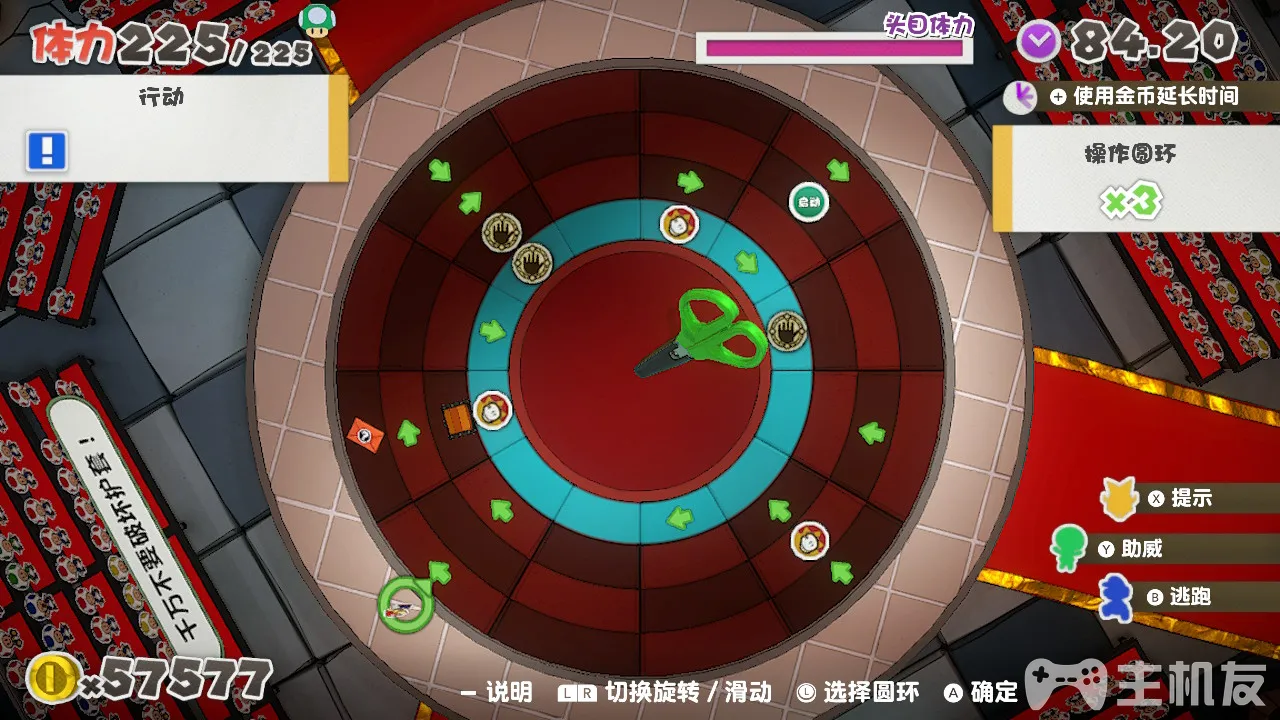 体力225/225
头目体力
84.20
+ 使用金币延长时间
行动
!
操作圆环
×3
启动
千万不要破坏护套！
X 提示
Y 助威
B 逃跑
×57577
− 说明 L R 切换旋转 / 滑动 L 选择圆环 A 确定
主机友